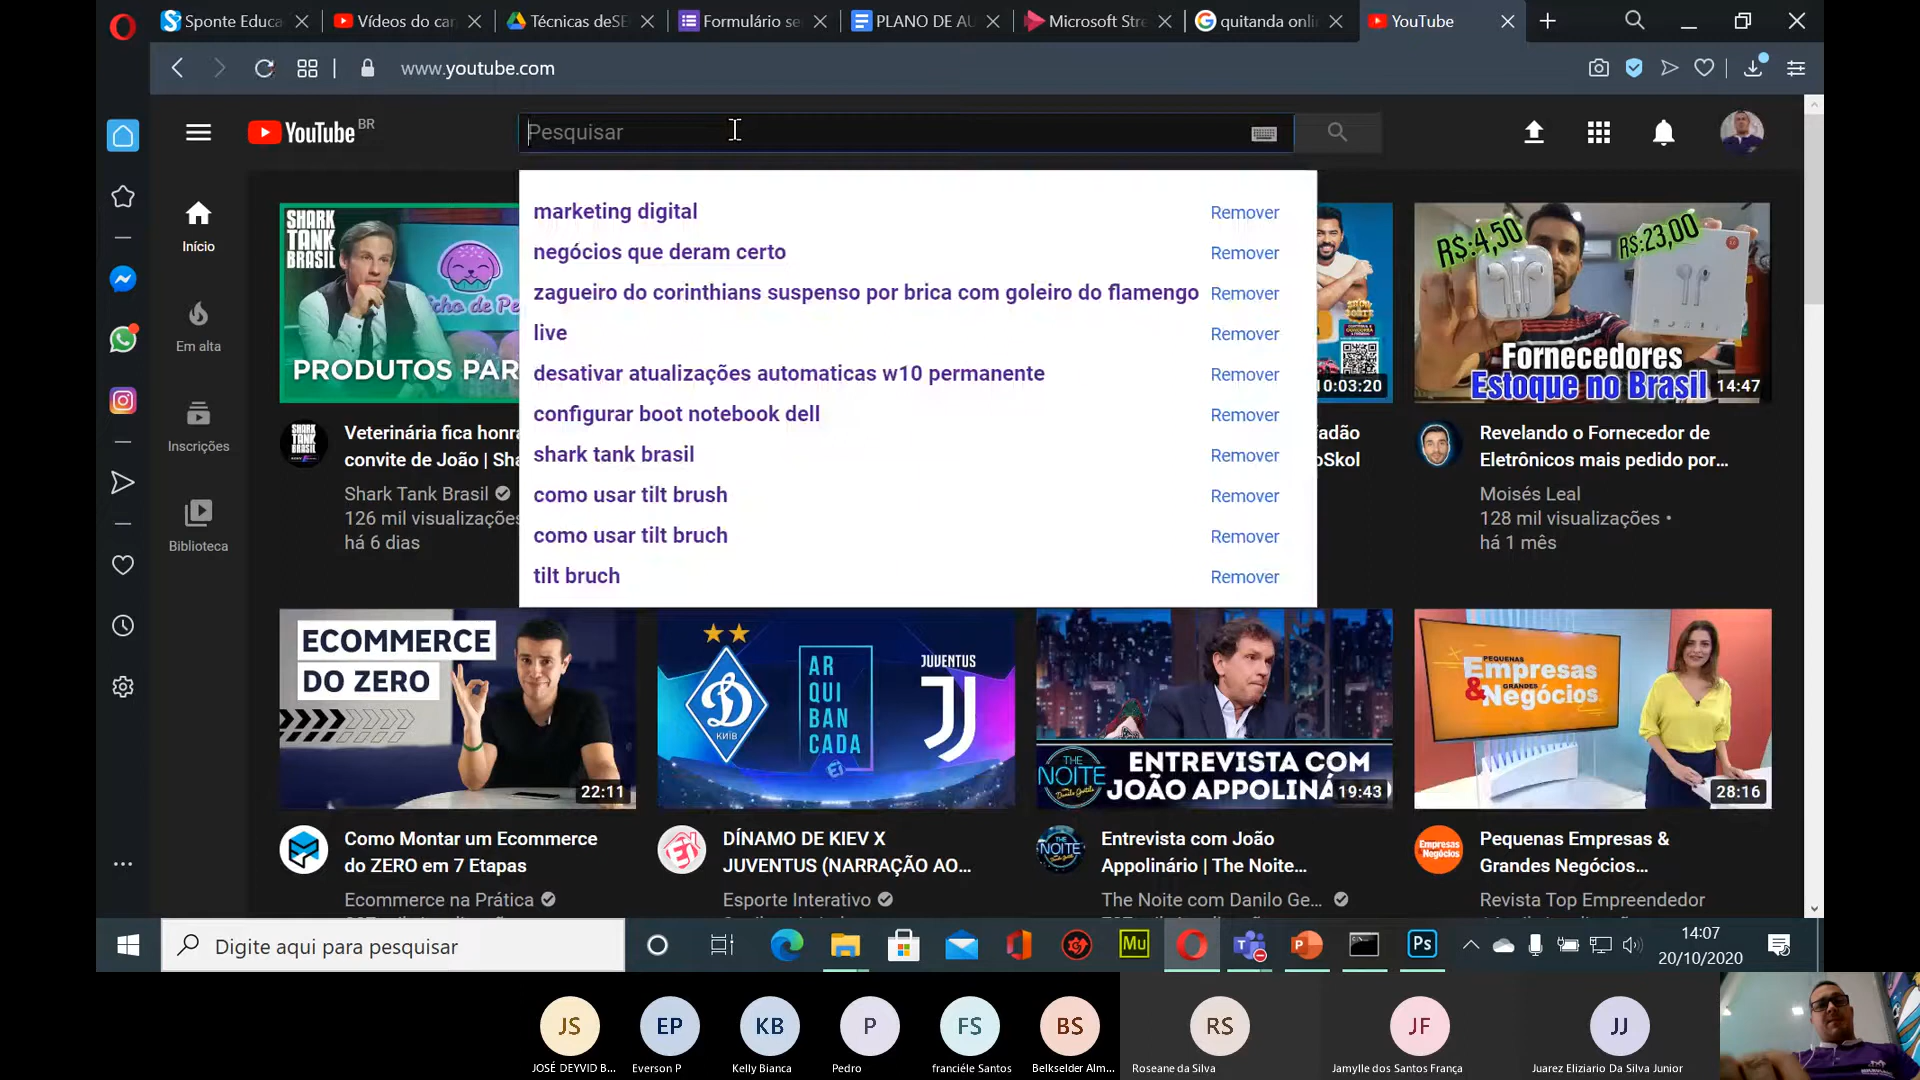 Sponte Educa
Vídeos do ca
Técnicas deSE
Formulário se
PLANO DE AU
Microsoft Stre
quitanda onli
YouTube
www.youtube.com
YouTube BR
Pesquisar
marketing digital Remover
negócios que deram certo Remover
zagueiro do corinthians suspenso por brica com goleiro do flamengo Remover
live Remover
desativar atualizações automaticas w10 permanente Remover
configurar boot notebook dell Remover
shark tank brasil Remover
como usar tilt brush Remover
como usar tilt bruch Remover
tilt bruch Remover
Início
Em alta
Inscrições
Biblioteca
SHARK
TANK
BRASIL
PRODUTOS PAR
10:03:20
R$:4,50
R$:23,00
Fornecedores
Estoque no Brasil
14:47
Veterinária fica honra
convite de João | Sha
Shark Tank Brasil
126 mil visualizações
há 6 dias
oSkol
Revelando o Fornecedor de
Eletrônicos mais pedido por...
Moisés Leal
128 mil visualizações •
há 1 mês
ECOMMERCE
DO ZERO
22:11
КИЇВ
AR
QUI
BAN
CADA
Ei
JUVENTUS
THE
NOITE
ENTREVISTA COM
JOÃO APPOLINÁ
19:43
PEQUENAS
Empresas
& Negócios
GRANDES
28:16
Como Montar um Ecommerce
do ZERO em 7 Etapas
Ecommerce na Prática
DÍNAMO DE KIEV X
JUVENTUS (NARRAÇÃO AO...
Esporte Interativo
Entrevista com João
Appolinário | The Noite...
The Noite com Danilo Ge...
Empresas
Negócios
Pequenas Empresas &
Grandes Negócios...
Revista Top Empreendedor
Digite aqui para pesquisar
Mu
Ps
14:07
20/10/2020
JS
EP
KB
P
FS
BS
RS
JF
JJ
JOSÉ DEYVID B...
Everson P
Kelly Bianca
Pedro
franciéle Santos
Belkselder Alm...
Roseane da Silva
Jamylle dos Santos França
Juarez Eliziario Da Silva Junior